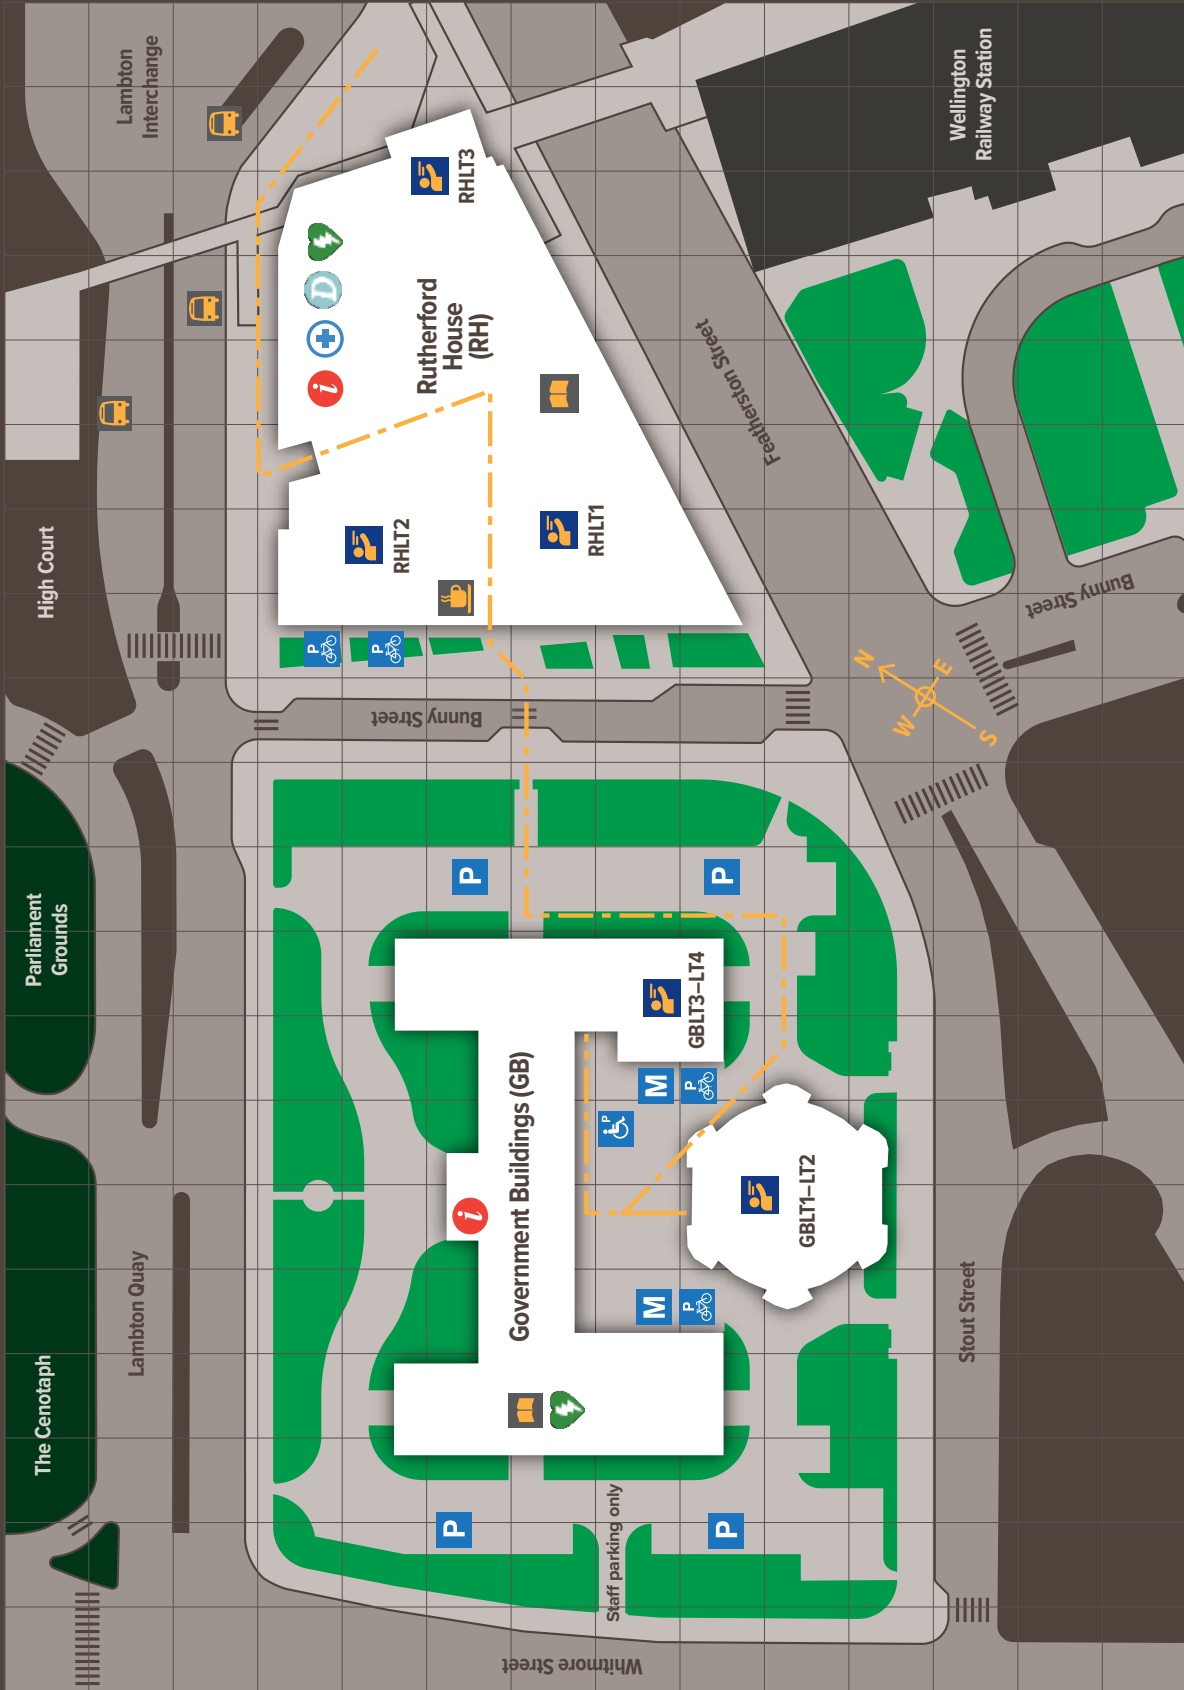 Lambton
Interchange
Wellington
Railway Station
RHLT3
D
i
Rutherford
House
(RH)
Featherston Street
High Court
RHLT2
RHLT1
P
P
Bunny Street
Bunny Street
N
E
W
S
Parliament
Grounds
P
P
GBLT3–LT4
M
P
P
Government Buildings (GB)
i
GBLT1–LT2
M
P
Lambton Quay
Stout Street
The Cenotaph
P
P
Staff parking only
Whitmore Street